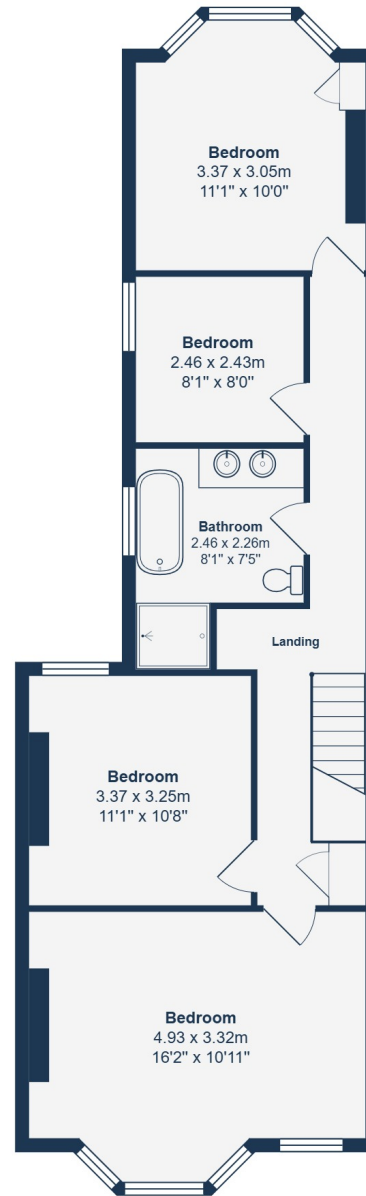 Bedroom
3.37 x 3.05m
11'1" x 10'0"
Bedroom
2.46 x 2.43m
8'1" x 8'0"
Bathroom
2.46 x 2.26m
8'1" x 7'5"
Landing
Bedroom
3.37 x 3.25m
11'1" x 10'8"
Bedroom
4.93 x 3.32m
16'2" x 10'11"